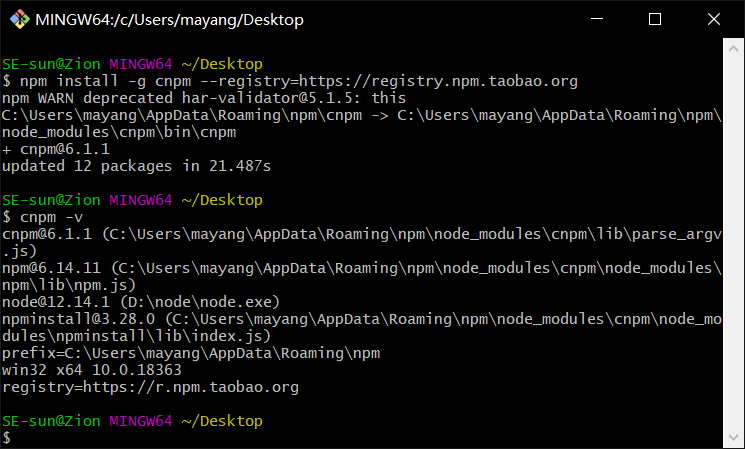 MINGW64:/c/Users/mayang/Desktop
SE-sun@Zion MINGW64 ~/Desktop
$ npm install -g cnpm --registry=https://registry.npm.taobao.org
npm WARN deprecated har-validator@5.1.5: this
C:\Users\mayang\AppData\Roaming\npm\cnpm -> C:\Users\mayang\AppData\Roaming\npm\
node_modules\cnpm\bin\cnpm
+ cnpm@6.1.1
updated 12 packages in 21.487s
SE-sun@Zion MINGW64 ~/Desktop
$ cnpm -v
cnpm@6.1.1 (C:\Users\mayang\AppData\Roaming\npm\node_modules\cnpm\lib\parse_argv
.js)
npm@6.14.11 (C:\Users\mayang\AppData\Roaming\npm\node_modules\cnpm\node_modules\
npm\lib\npm.js)
node@12.14.1 (D:\node\node.exe)
npminstall@3.28.0 (C:\Users\mayang\AppData\Roaming\npm\node_modules\cnpm\node_mo
dules\npminstall\lib\index.js)
prefix=C:\Users\mayang\AppData\Roaming\npm
win32 x64 10.0.18363
registry=https://r.npm.taobao.org
SE-sun@Zion MINGW64 ~/Desktop
$